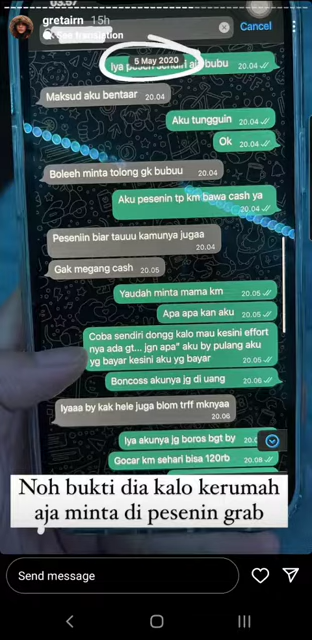 gretairn 15h
See translation
Cancel
5 May 2020
Iya pesen sendiri aja bubu 20.04
Maksud aku bentaar 20.04
Aku tungguin 20.04
Ok 20.04
Boleeh minta tolong gk bubuu 20.04
Aku pesenin tp km bawa cash ya 20.04
Peseniin biar tauuu kamunya jugaa 20.04
Gak megang cash 20.05
Yaudah minta mama km 20.05
Apa apa kan aku 20.05
Coba sendiri dongg kalo mau kesini effort
nya ada gt... jgn apa" aku by pulang aku
yg bayar kesini aku yg bayar 20.05
Boncoss akunya jg di uang 20.06
Iyaaa by kak hele juga blom trff mknyaa 20.06
Iya akunya jg boros bgt by
Gocar km sehari bisa 120rb 20.08
Noh bukti dia kalo kerumah
aja minta di pesenin grab
Send message